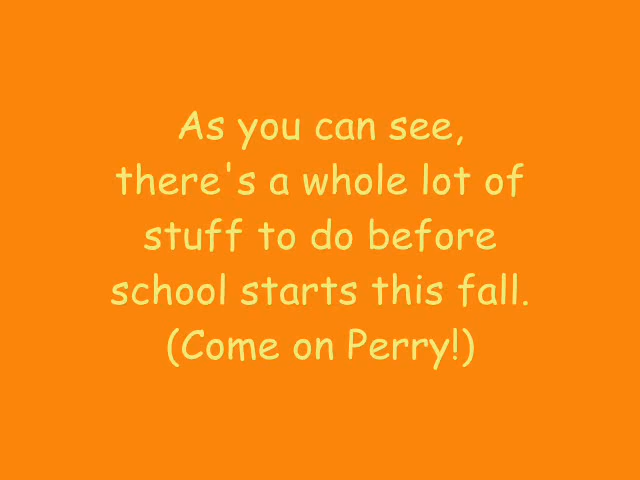 As you can see,
there's a whole lot of
stuff to do before
school starts this fall.
(Come on Perry!)